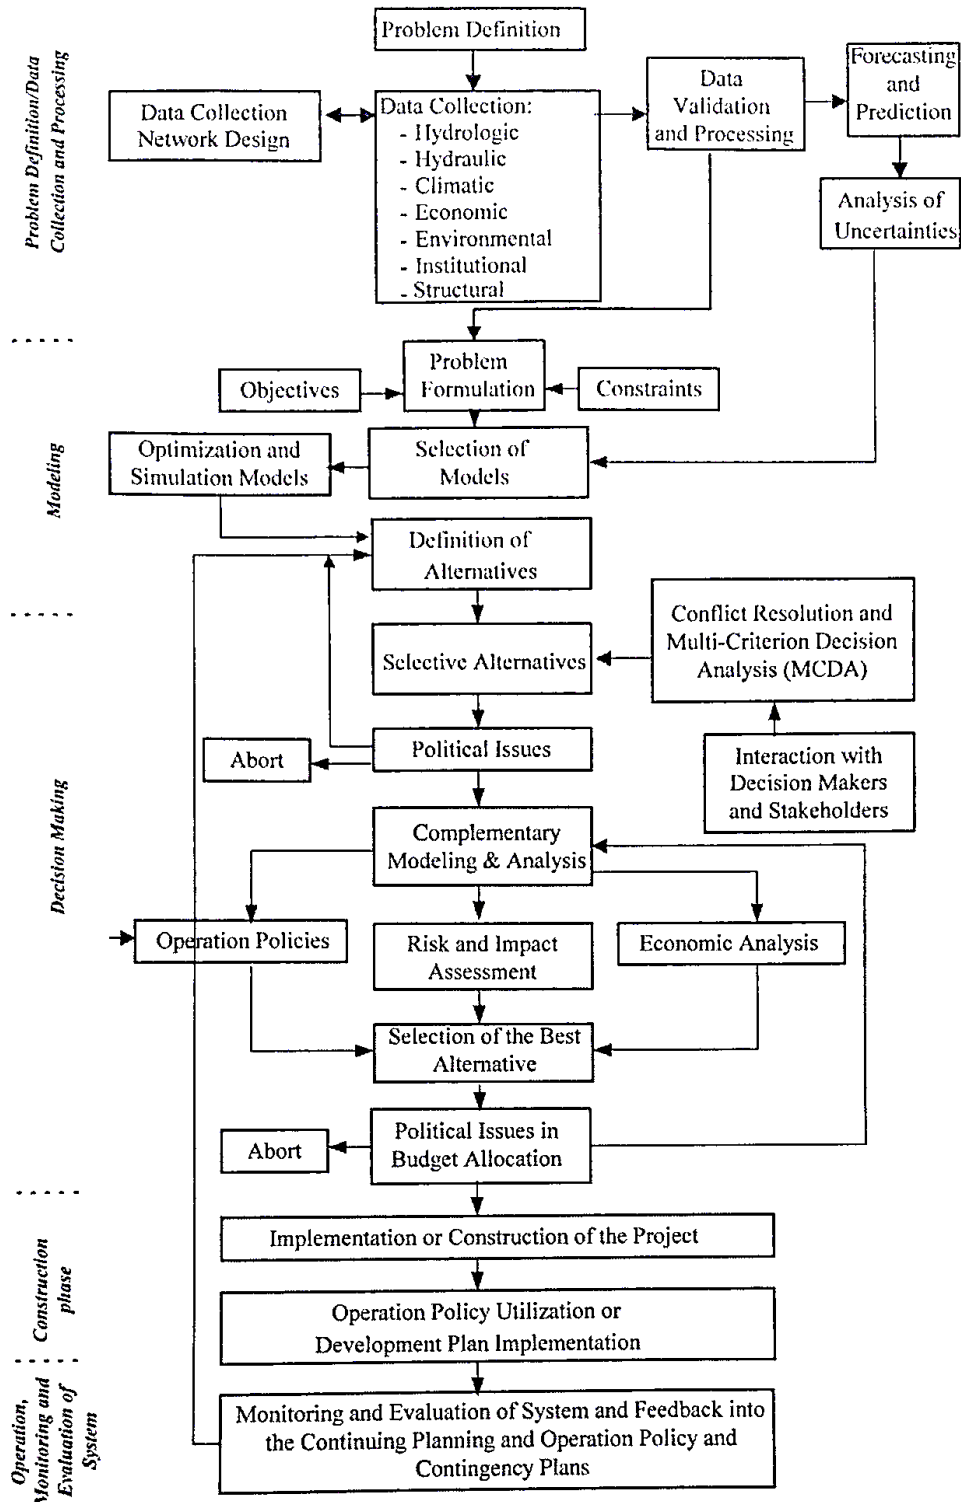 Problem Definition/Data
Collection and Processing
Problem Definition
Data Collection
Network Design
Data Collection:
- Hydrologic
- Hydraulic
- Climatic
- Economic
- Environmental
- Institutional
- Structural
Data
Validation
and Processing
Forecasting
and
Prediction
Analysis of
Uncertainties
Modeling
Problem
Formulation
Objectives
Constraints
Selection of
Models
Optimization and
Simulation Models
Definition of
Alternatives
Decision Making
Selective Alternatives
Conflict Resolution and
Multi-Criterion Decision
Analysis (MCDA)
Interaction with
Decision Makers
and Stakeholders
Political Issues
Abort
Complementary
Modeling & Analysis
Operation Policies
Risk and Impact
Assessment
Economic Analysis
Selection of the Best
Alternative
Political Issues in
Budget Allocation
Abort
Construction
phase
Implementation or Construction of the Project
Operation Policy Utilization or
Development Plan Implementation
Operation,
Monitoring and
Evaluation of
System
Monitoring and Evaluation of System and Feedback into
the Continuing Planning and Operation Policy and
Contingency Plans